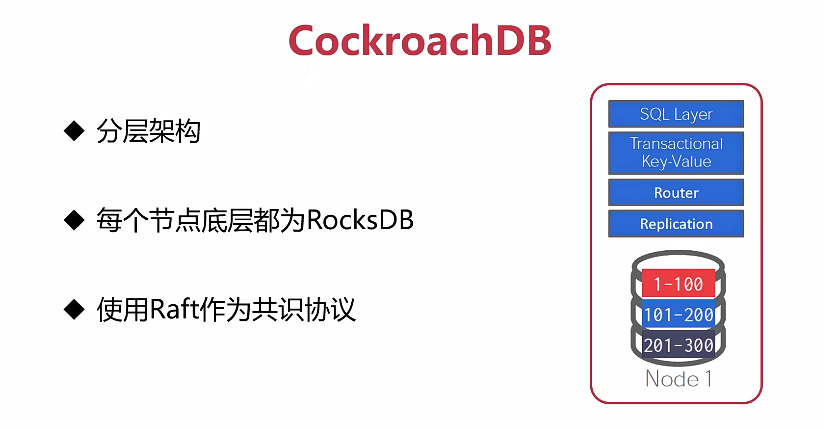 CockroachDB
分层架构
每个节点底层都为RocksDB
使用Raft作为共识协议
SQL Layer
Transactional
Key-Value
Router
Replication
1-100
101-200
201-300
Node 1